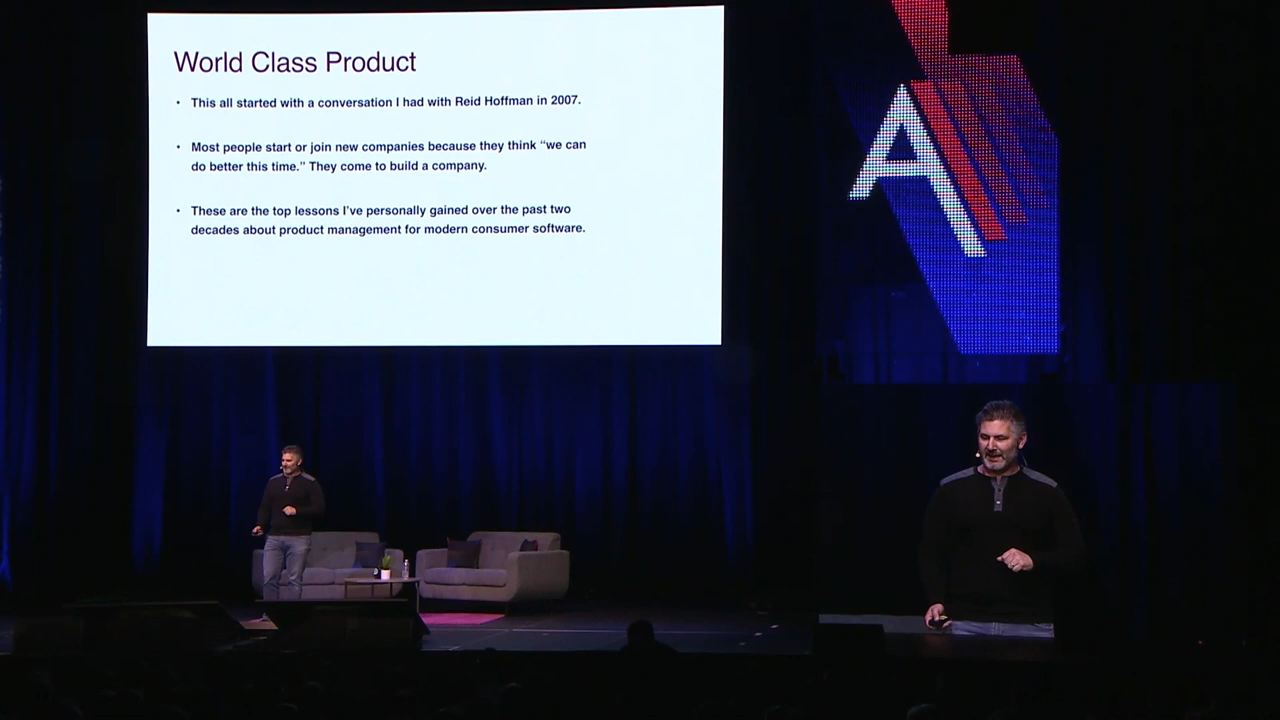 World Class Product
• This all started with a conversation I had with Reid Hoffman in 2007.
• Most people start or join new companies because they think “we can
do better this time.” They come to build a company.
• These are the top lessons I’ve personally gained over the past two
decades about product management for modern consumer software.
A